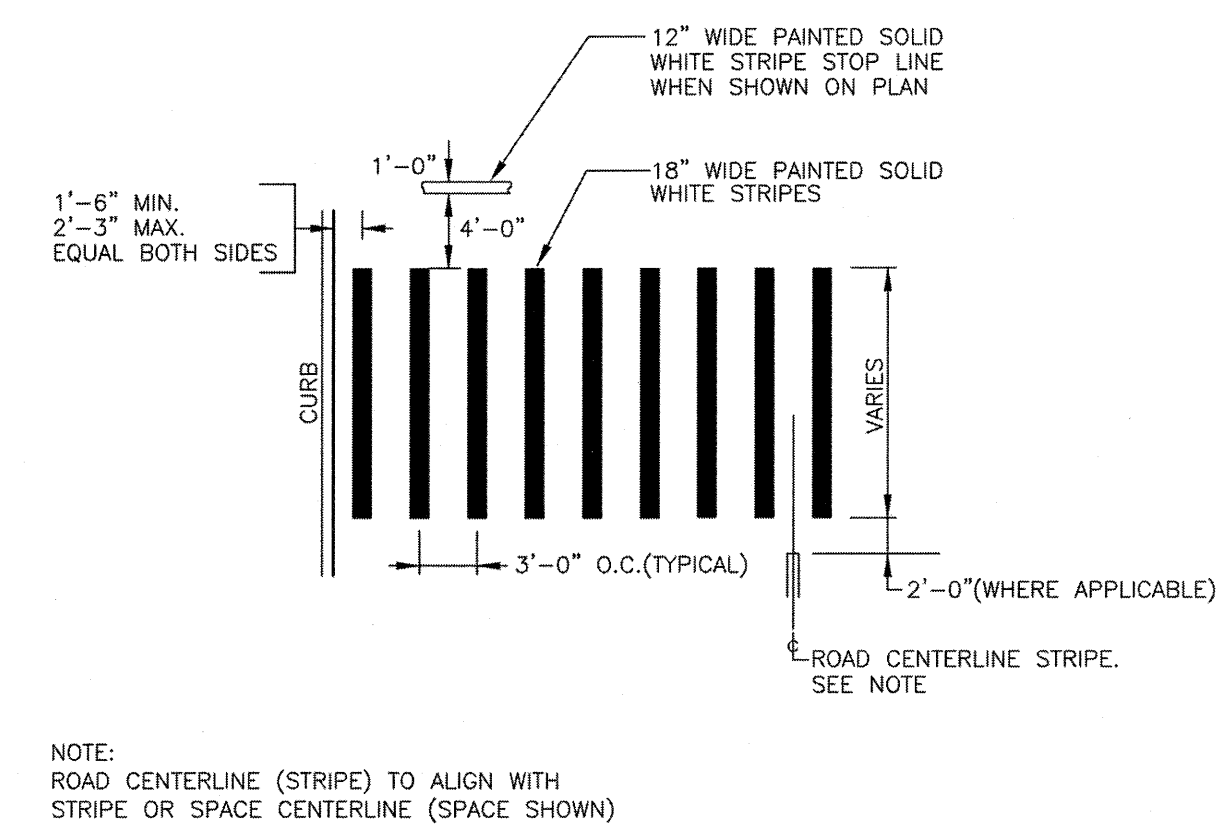 12" WIDE PAINTED SOLID
WHITE STRIPE STOP LINE
WHEN SHOWN ON PLAN
1'-0"
18" WIDE PAINTED SOLID
WHITE STRIPES
1'-6" MIN.
2'-3" MAX.
EQUAL BOTH SIDES
4'-0"
CURB
VARIES
3'-0" O.C.(TYPICAL)
2'-0"(WHERE APPLICABLE)
℄
ROAD CENTERLINE STRIPE.
SEE NOTE
NOTE:
ROAD CENTERLINE (STRIPE) TO ALIGN WITH
STRIPE OR SPACE CENTERLINE (SPACE SHOWN)